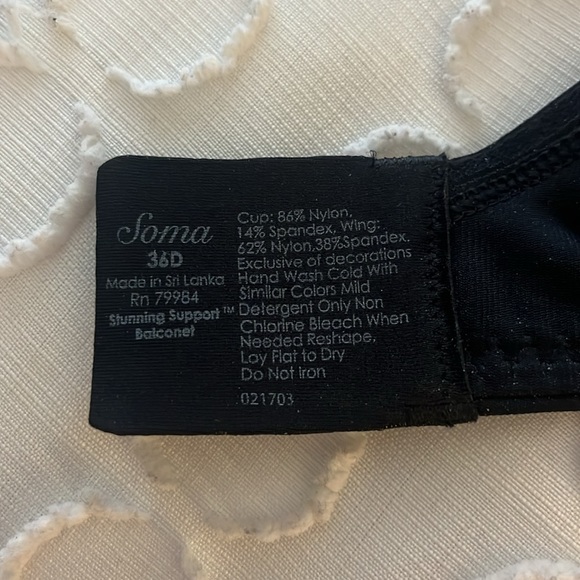 Soma
36D
Made in Sri Lanka
Rn 79984
Stunning Support™
Balconet
Cup: 86% Nylon,
14% Spandex, Wing:
62% Nylon,38%Spandex.
Exclusive of decorations
Hand Wash Cold With
Similar Colors Mild
Detergent Only Non
Chlorine Bleach When
Needed Reshape,
Lay Flat to Dry
Do Not Iron
021703